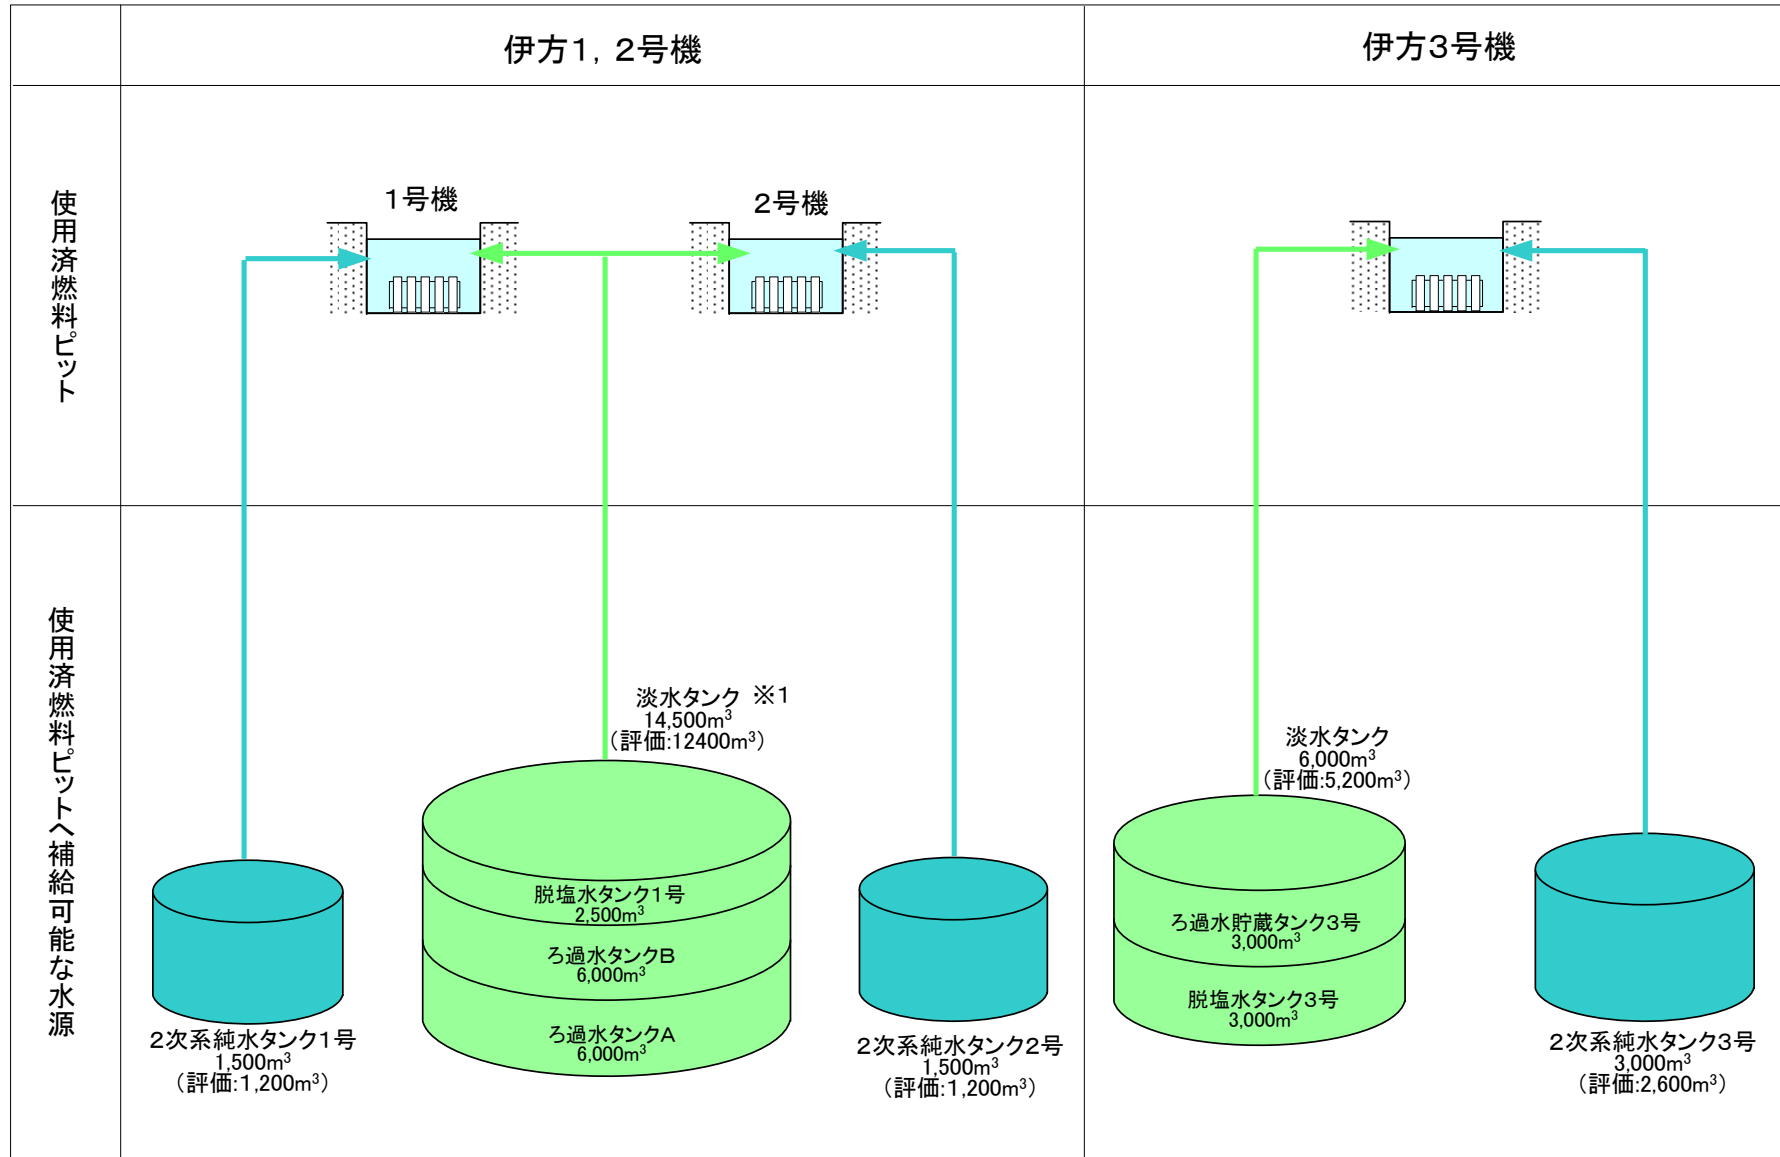 伊方1，2号機
伊方3号機
使用済燃料ピット
1号機
2号機
使用済燃料ピットへ補給可能な水源
淡水タンク ※1
14,500m³
（評価:12400m³）
脱塩水タンク1号
2,500m³
ろ過水タンクB
6,000m³
ろ過水タンクA
6,000m³
2次系純水タンク1号
1,500m³
（評価:1,200m³）
2次系純水タンク2号
1,500m³
（評価:1,200m³）
淡水タンク
6,000m³
（評価:5,200m³）
ろ過水貯蔵タンク3号
3,000m³
脱塩水タンク3号
3,000m³
2次系純水タンク3号
3,000m³
（評価:2,600m³）